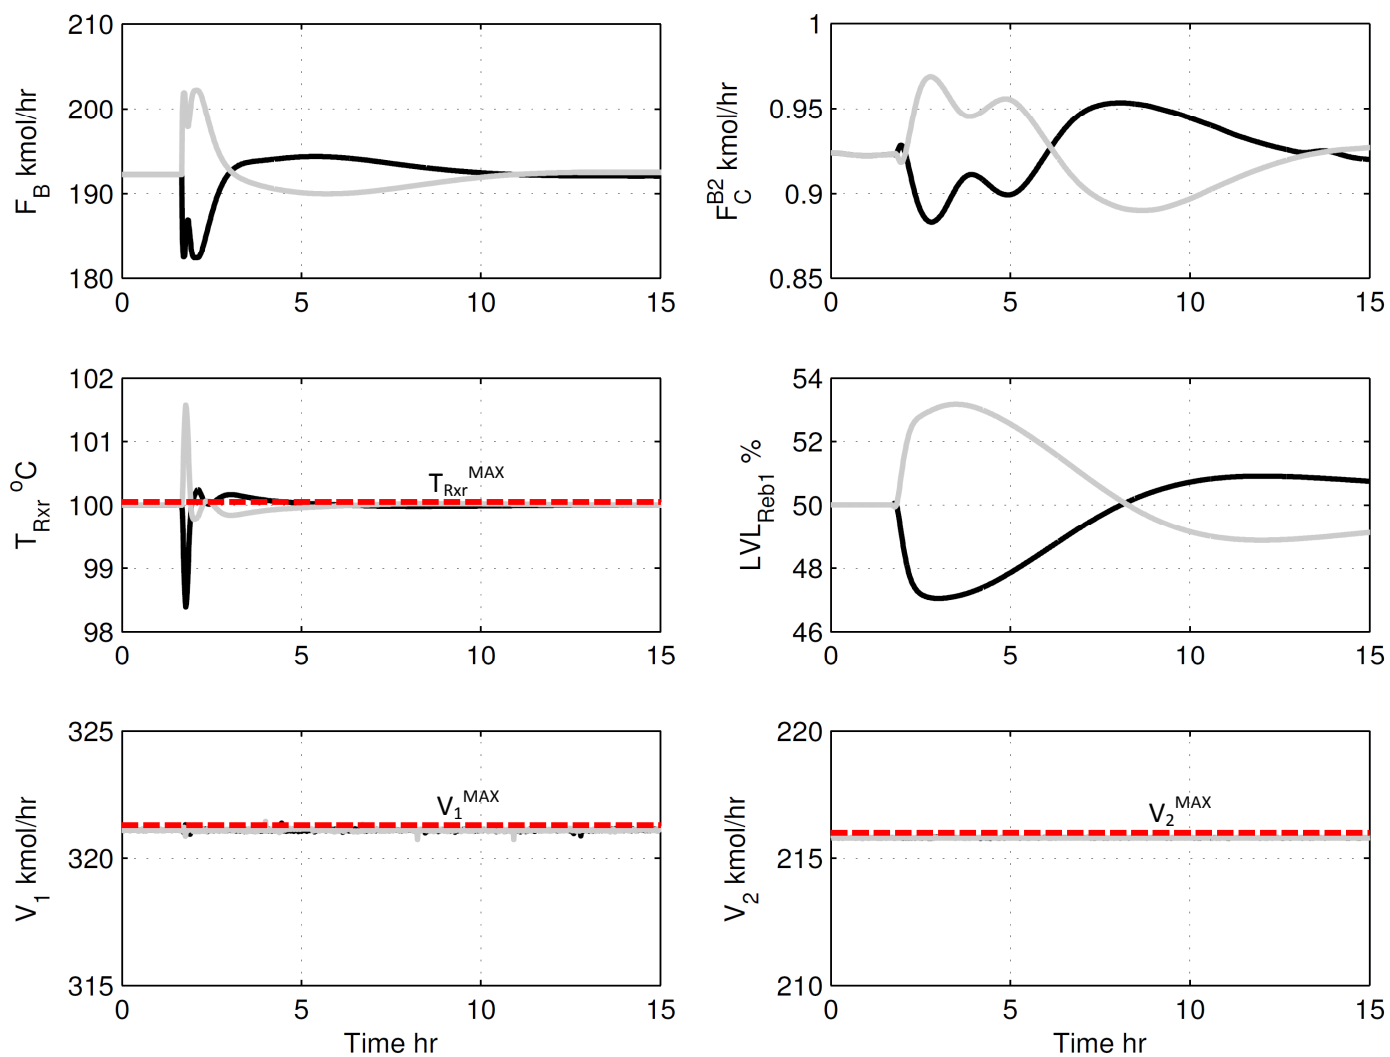 210
200
190
180
F_B kmol/hr
0 5 10 15
1
0.95
0.9
0.85
F_C^B2 kmol/hr
0 5 10 15
102
101
100
99
98
T_Rxr °C
T_Rxr^MAX
0 5 10 15
54
52
50
48
46
LVL_Reb1 %
0 5 10 15
325
320
315
V_1 kmol/hr
V_1^MAX
0 5 10 15
Time hr
220
215
210
V_2 kmol/hr
V_2^MAX
0 5 10 15
Time hr